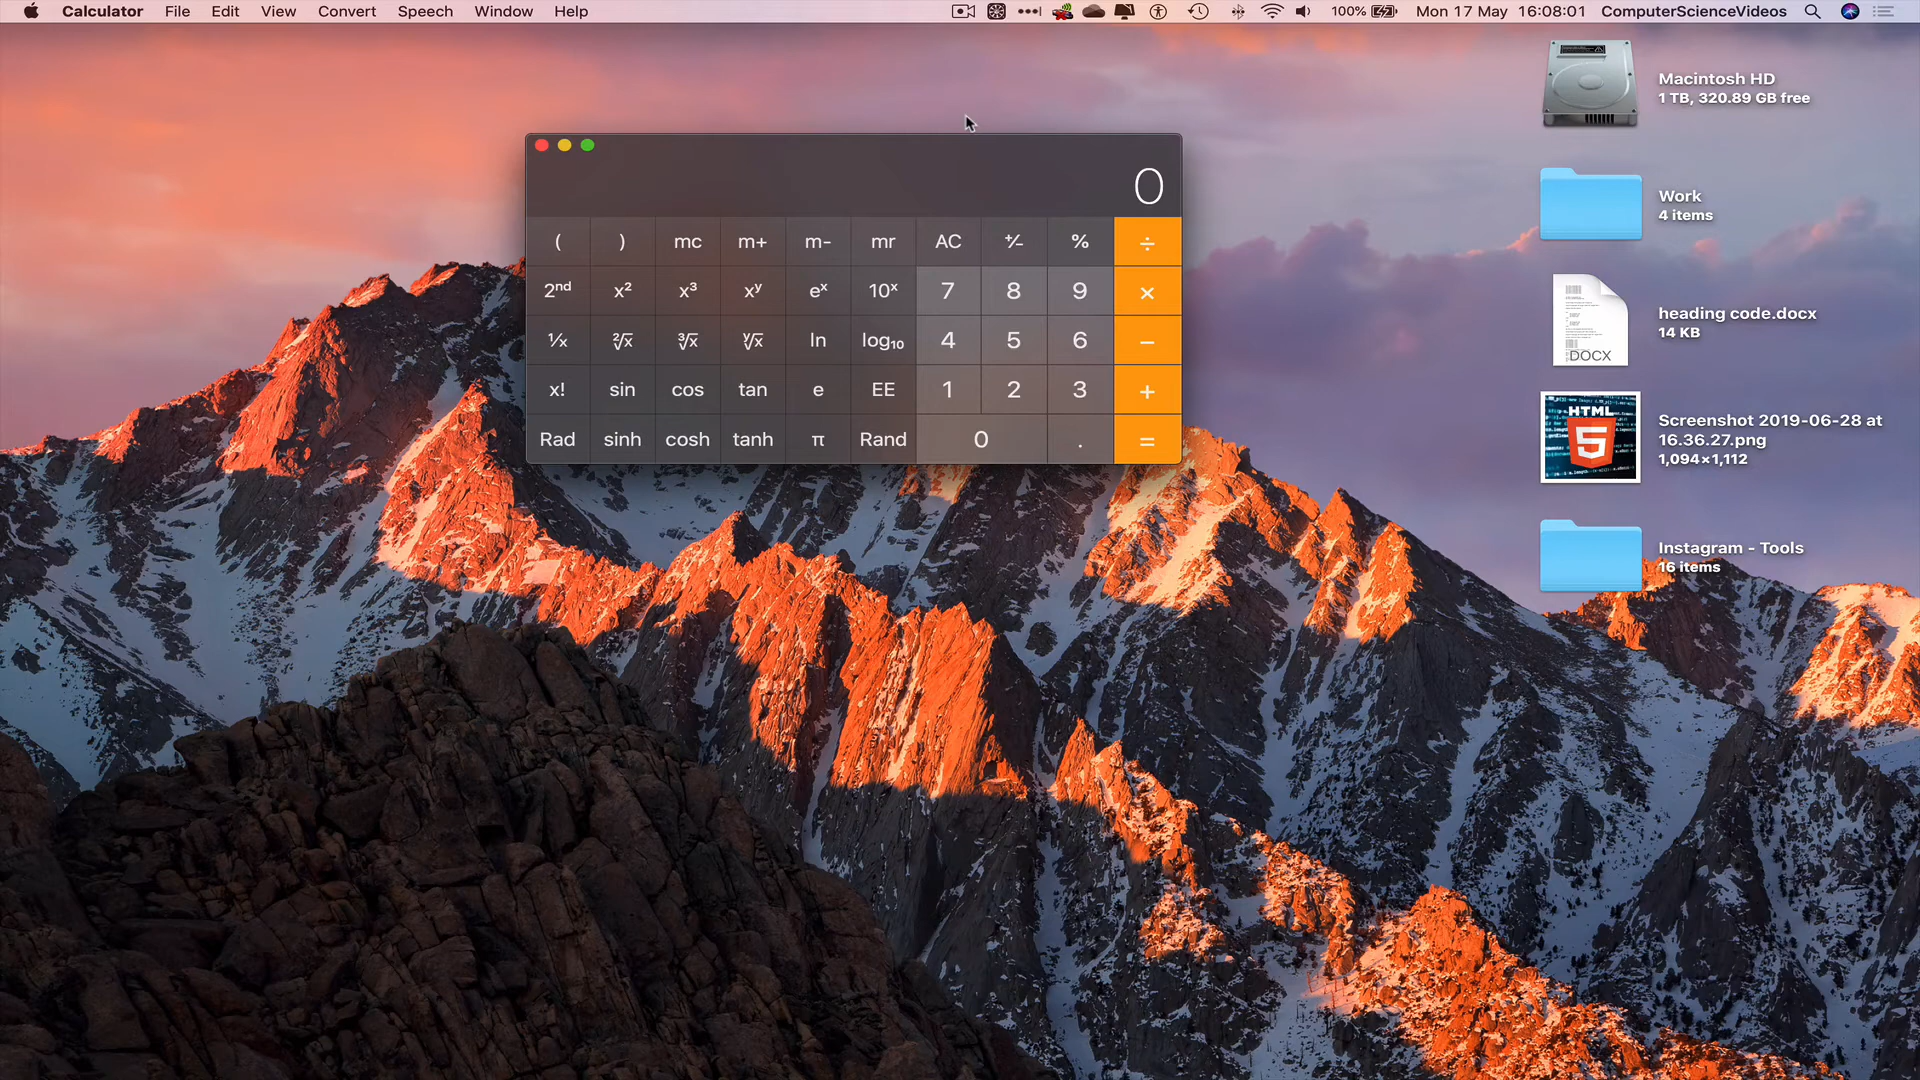 Calculator File Edit View Convert Speech Window Help 100% Mon 17 May 16:08:01 ComputerScienceVideos
Macintosh HD
1 TB, 320.89 GB free
0
Work
4 items
( ) mc m+ m- mr AC +/- % ÷
2nd x² x³ xʸ eˣ 10ˣ 7 8 9 ×
1/x ²√x ³√x ʸ√x ln log₁₀ 4 5 6 −
x! sin cos tan e EE 1 2 3 +
Rad sinh cosh tanh π Rand 0 . =
heading code.docx
14 KB
DOCX
HTML
5
Screenshot 2019-06-28 at
16.36.27.png
1,094×1,112
Instagram - Tools
16 items